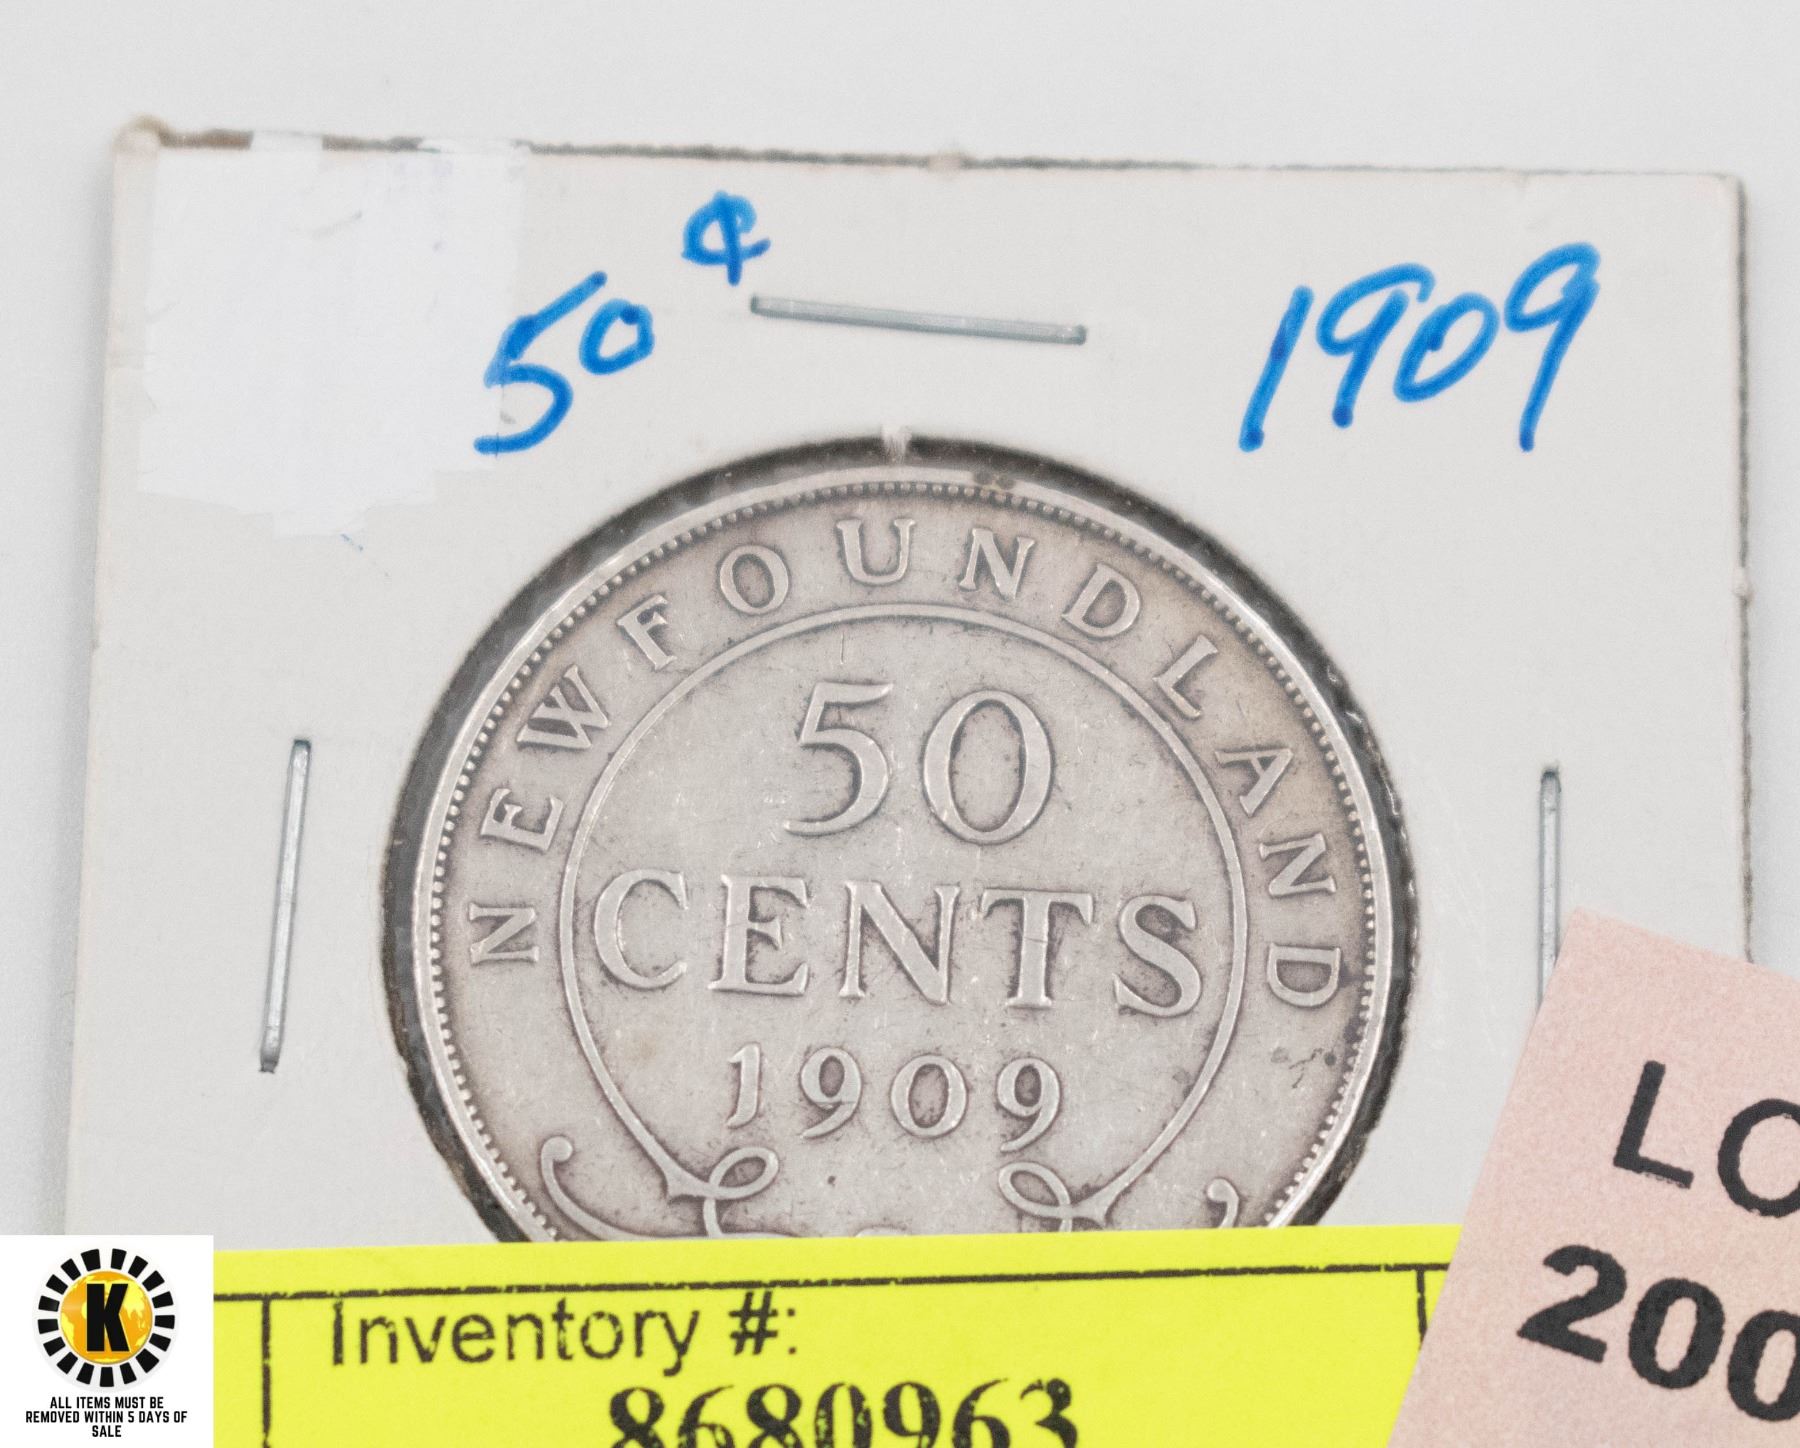 50¢ 1909
NEWFOUNDLAND
50
CENTS
1909
LO
200
Inventory #:
8680963
K
ALL ITEMS MUST BE
REMOVED WITHIN 5 DAYS OF
SALE